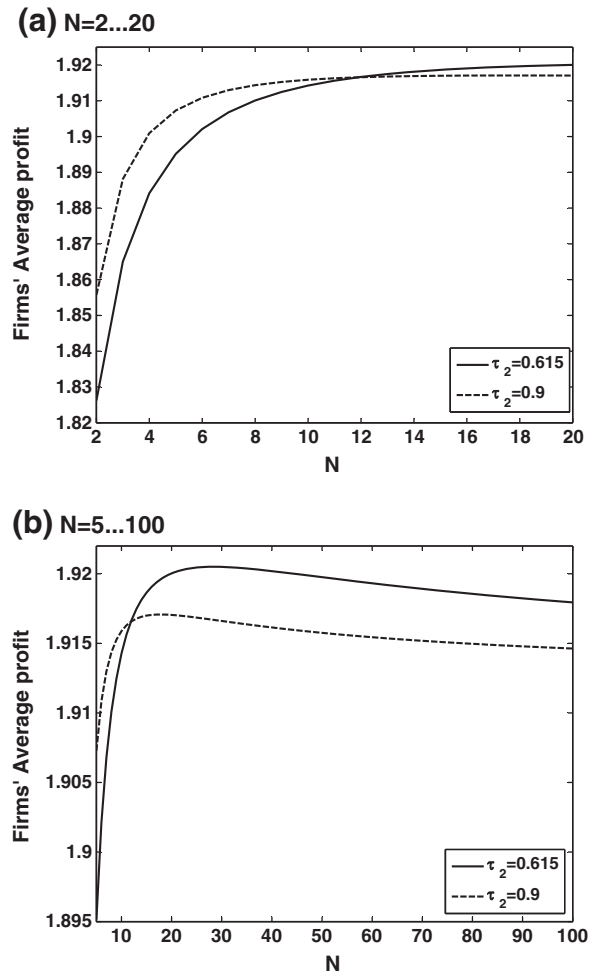 (a) N=2...20
Firms' Average profit
1.92
1.91
1.9
1.89
1.88
1.87
1.86
1.85
1.84
1.83
1.82
2 4 6 8 10 12 14 16 18 20
N
τ 2=0.615
τ 2=0.9
(b) N=5...100
Firms' Average profit
1.92
1.915
1.91
1.905
1.9
1.895
10 20 30 40 50 60 70 80 90 100
N
τ 2=0.615
τ 2=0.9